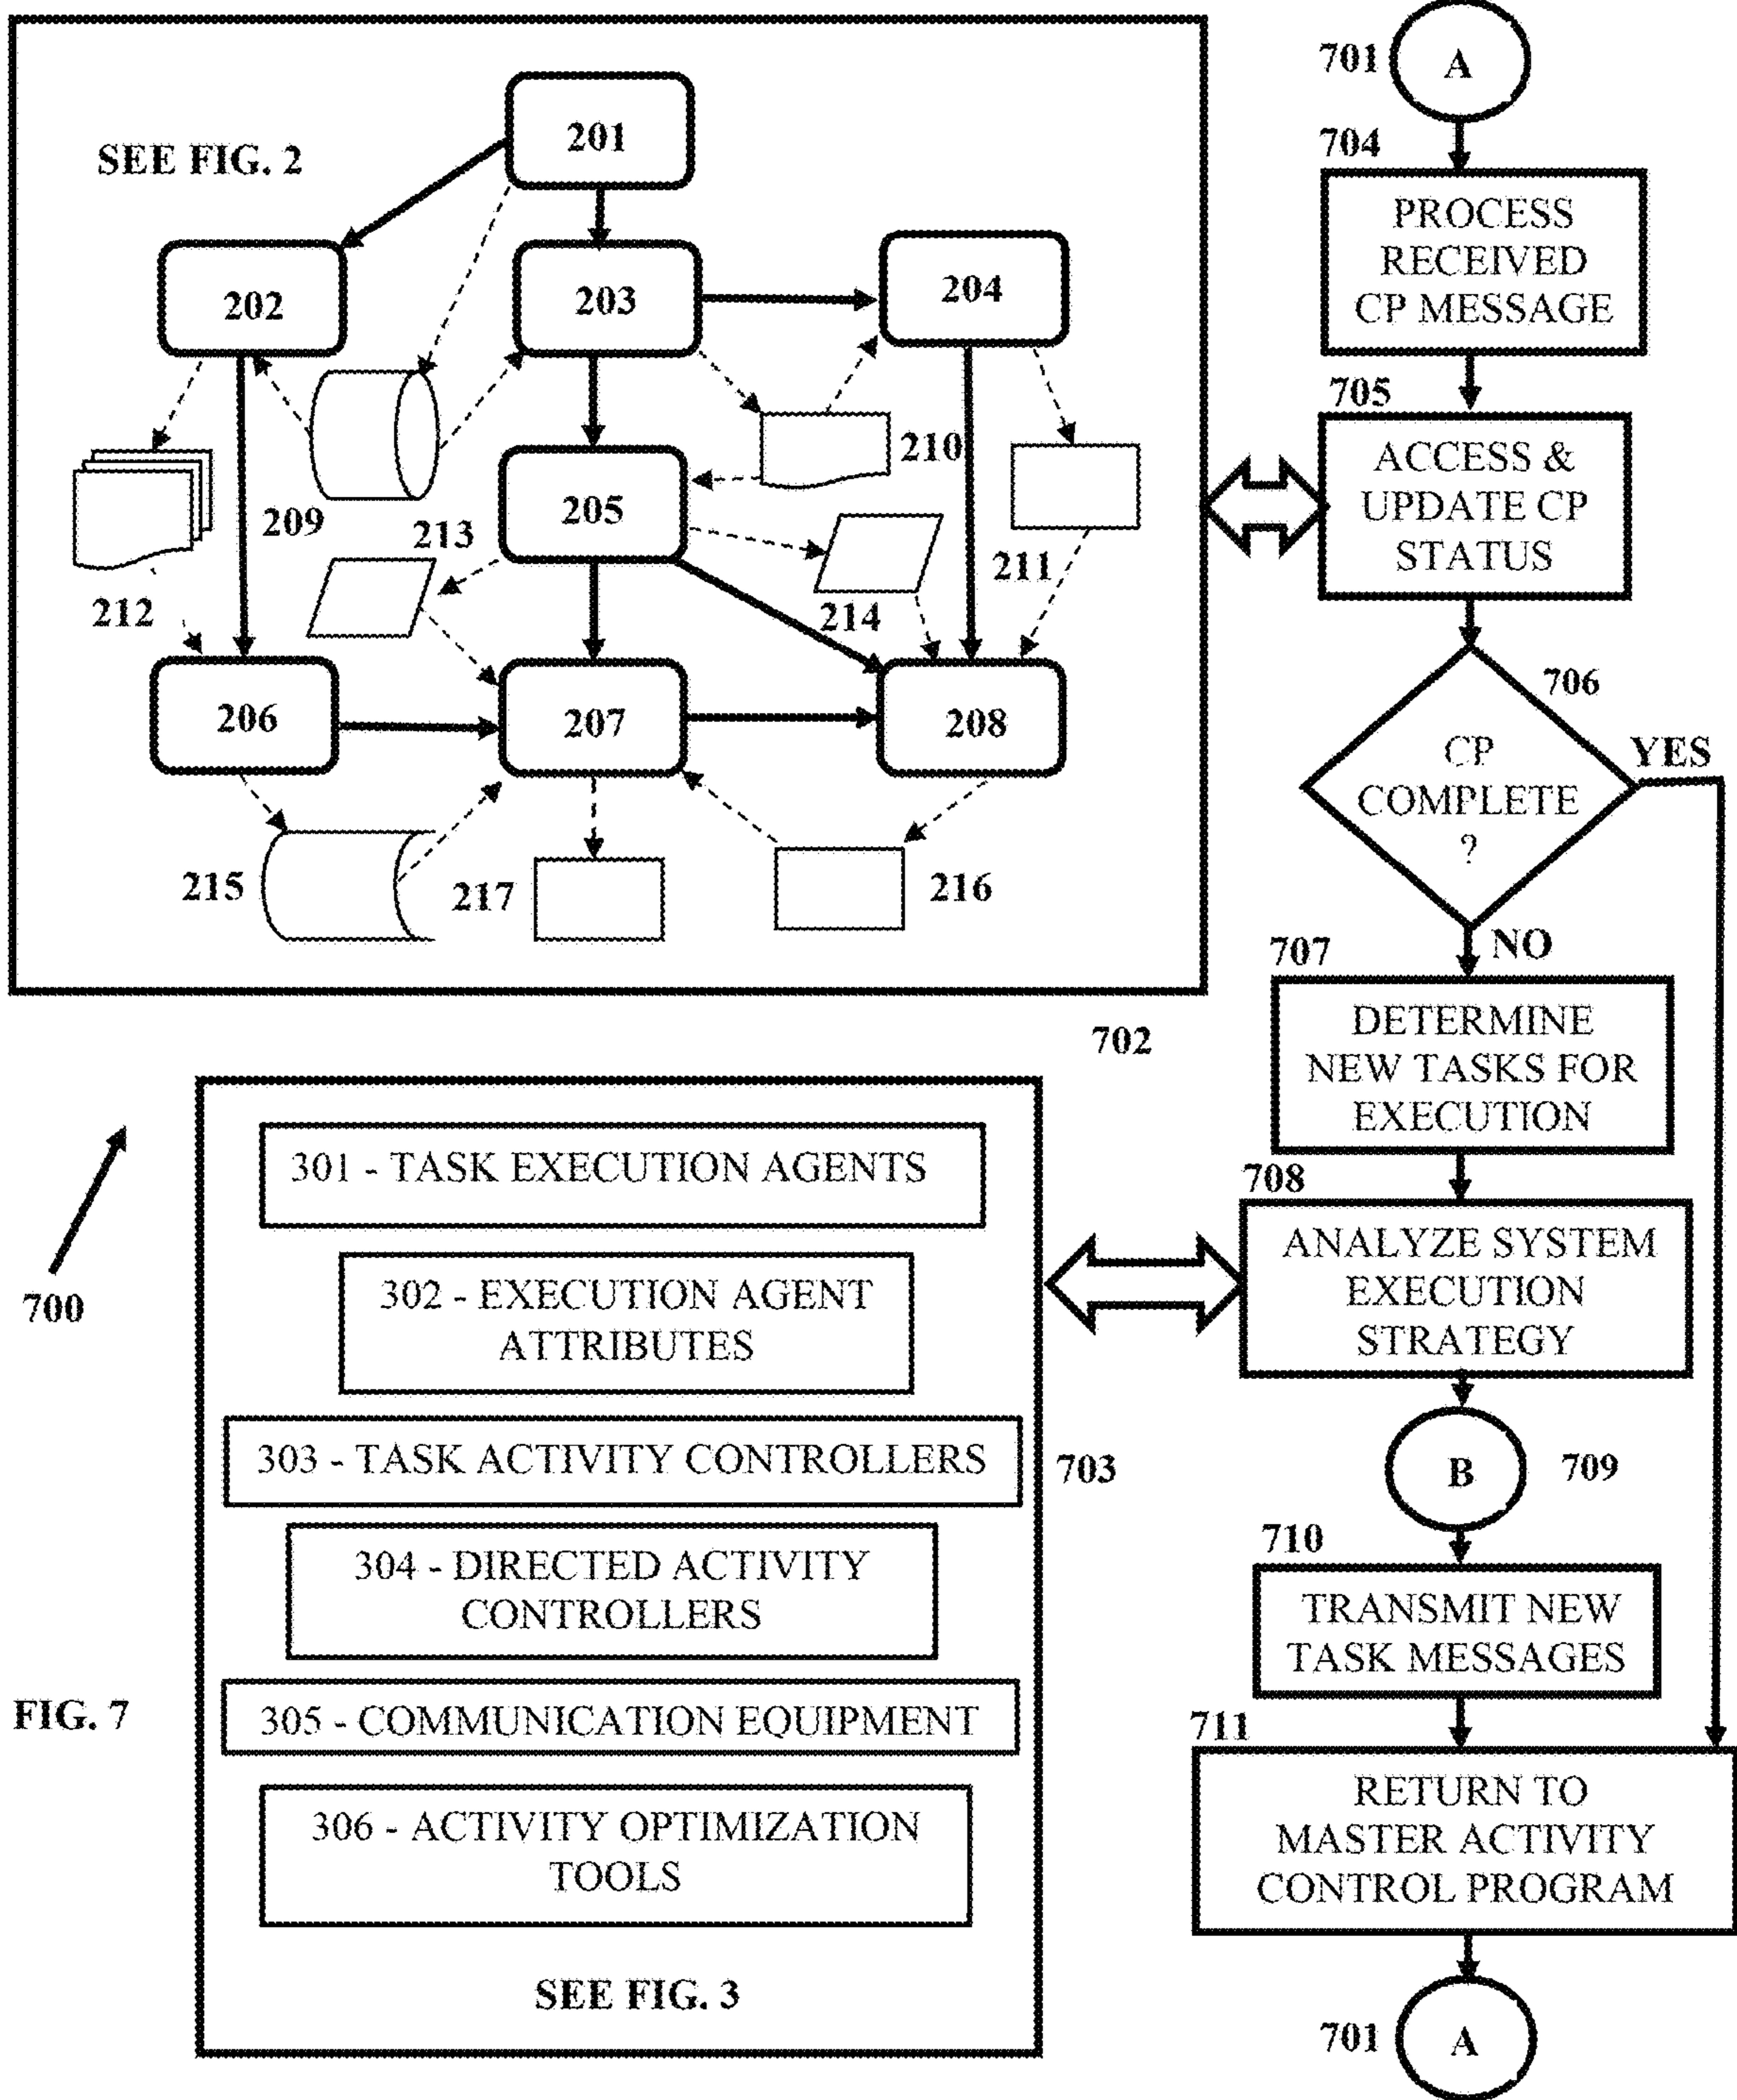 SEE FIG. 2
201
202
203
204
205
206
207
208
209
210
211
212
213
214
215
216
217
702
700
301 - TASK EXECUTION AGENTS
302 - EXECUTION AGENT
ATTRIBUTES
303 - TASK ACTIVITY CONTROLLERS
304 - DIRECTED ACTIVITY
CONTROLLERS
305 - COMMUNICATION EQUIPMENT
306 - ACTIVITY OPTIMIZATION
TOOLS
SEE FIG. 3
703
FIG. 7
701
A
704
PROCESS
RECEIVED
CP MESSAGE
705
ACCESS &
UPDATE CP
STATUS
706
CP
COMPLETE
?
YES
NO
707
DETERMINE
NEW TASKS FOR
EXECUTION
708
ANALYZE SYSTEM
EXECUTION
STRATEGY
B
709
710
TRANSMIT NEW
TASK MESSAGES
711
RETURN TO
MASTER ACTIVITY
CONTROL PROGRAM
701
A